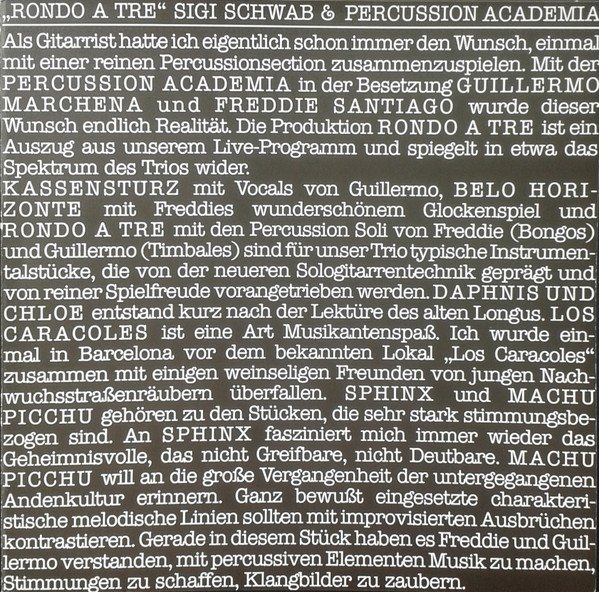 „RONDO A TRE“ SIGI SCHWAB & PERCUSSION ACADEMIA
Als Gitarrist hatte ich eigentlich schon immer den Wunsch, einmal
mit einer reinen Percussionsection zusammenzuspielen. Mit der
PERCUSSION ACADEMIA in der Besetzung GUILLERMO
MARCHENA und FREDDIE SANTIAGO wurde dieser
Wunsch endlich Realität. Die Produktion RONDO A TRE ist ein
Auszug aus unserem Live-Programm und spiegelt in etwa das
Spektrum des Trios wider.
KASSENSTURZ mit Vocals von Guillermo, BELO HORI-
ZONTE mit Freddies wunderschönem Glockenspiel und
RONDO A TRE mit den Percussion Soli von Freddie (Bongos)
und Guillermo (Timbales) sind für unser Trio typische Instrumen-
talstücke, die von der neueren Sologitarrentechnik geprägt und
von reiner Spielfreude vorangetrieben werden. DAPHNIS UND
CHLOE entstand kurz nach der Lektüre des alten Longus. LOS
CARACOLES ist eine Art Musikantenspaß. Ich wurde ein-
mal in Barcelona vor dem bekannten Lokal „Los Caracoles“
zusammen mit einigen weinseligen Freunden von jungen Nach-
wuchsstraßenräubern überfallen. SPHINX und MACHU
PICCHU gehören zu den Stücken, die sehr stark stimmungsbe-
zogen sind. An SPHINX fasziniert mich immer wieder das
Geheimnisvolle, das nicht Greifbare, nicht Deutbare. MACHU
PICCHU will an die große Vergangenheit der untergegangenen
Andenkultur erinnern. Ganz bewußt eingesetzte charakteri-
stische melodische Linien sollten mit improvisierten Ausbrüchen
kontrastieren. Gerade in diesem Stück haben es Freddie und Guil-
lermo verstanden, mit percussiven Elementen Musik zu machen,
Stimmungen zu schaffen, Klangbilder zu zaubern.